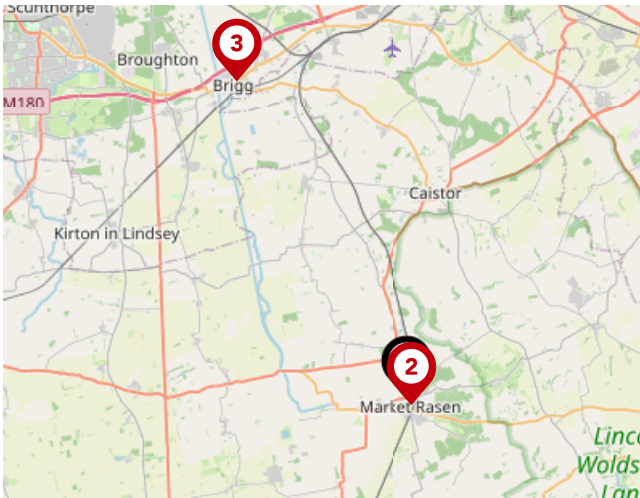 Scunthorpe
3
Broughton
Brigg
M180
Caistor
Kirton in Lindsey
2
Market Rasen
Linc
Wolds
Lan